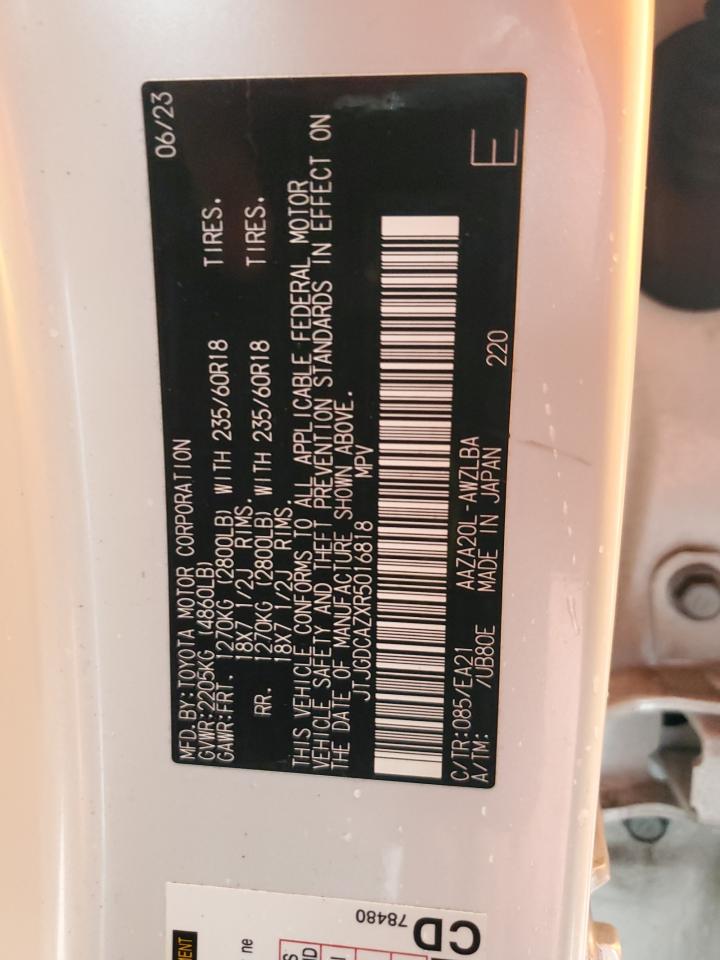 MFD.BY:TOYOTA MOTOR CORPORATION 06/23
GVWR:2205KG (4860LB)
GAWR:FRT. 1270KG (2800LB) WITH 235/60R18 TIRES.
18X7 1/2J RIMS.
RR. 1270KG (2800LB) WITH 235/60R18 TIRES.
18X7 1/2J RIMS.
THIS VEHICLE CONFORMS TO ALL APPLICABLE FEDERAL MOTOR
VEHICLE SAFETY AND THEFT PREVENTION STANDARDS IN EFFECT ON
THE DATE OF MANUFACTURE SHOWN ABOVE.
JTJGDCAZXR5016818 MPV
C/TR:085/EA21 AAZA20L-AWZLBA
A/TM: /UB80E MADE IN JAPAN 220 E
78480
CD